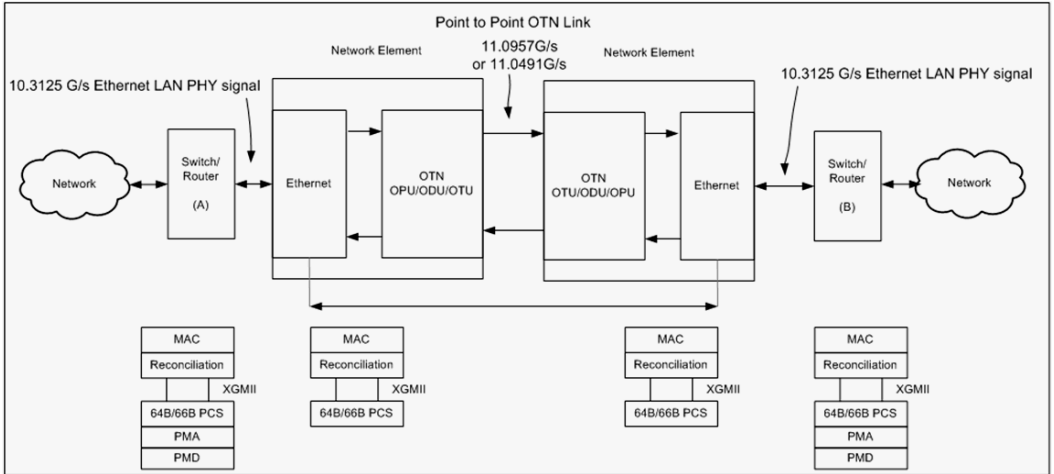 Point to Point OTN Link
Network Element
11.0957G/s
or 11.0491G/s
Network Element
10.3125 G/s Ethernet LAN PHY signal
10.3125 G/s Ethernet LAN PHY signal
Network
Switch/
Router
(A)
Ethernet
OTN
OPU/ODU/OTU
OTN
OTU/ODU/OPU
Ethernet
Switch/
Router
(B)
Network
MAC
Reconciliation
XGMII
64B/66B PCS
PMA
PMD
MAC
Reconciliation
XGMII
64B/66B PCS
MAC
Reconciliation
XGMII
64B/66B PCS
MAC
Reconciliation
XGMII
64B/66B PCS
PMA
PMD